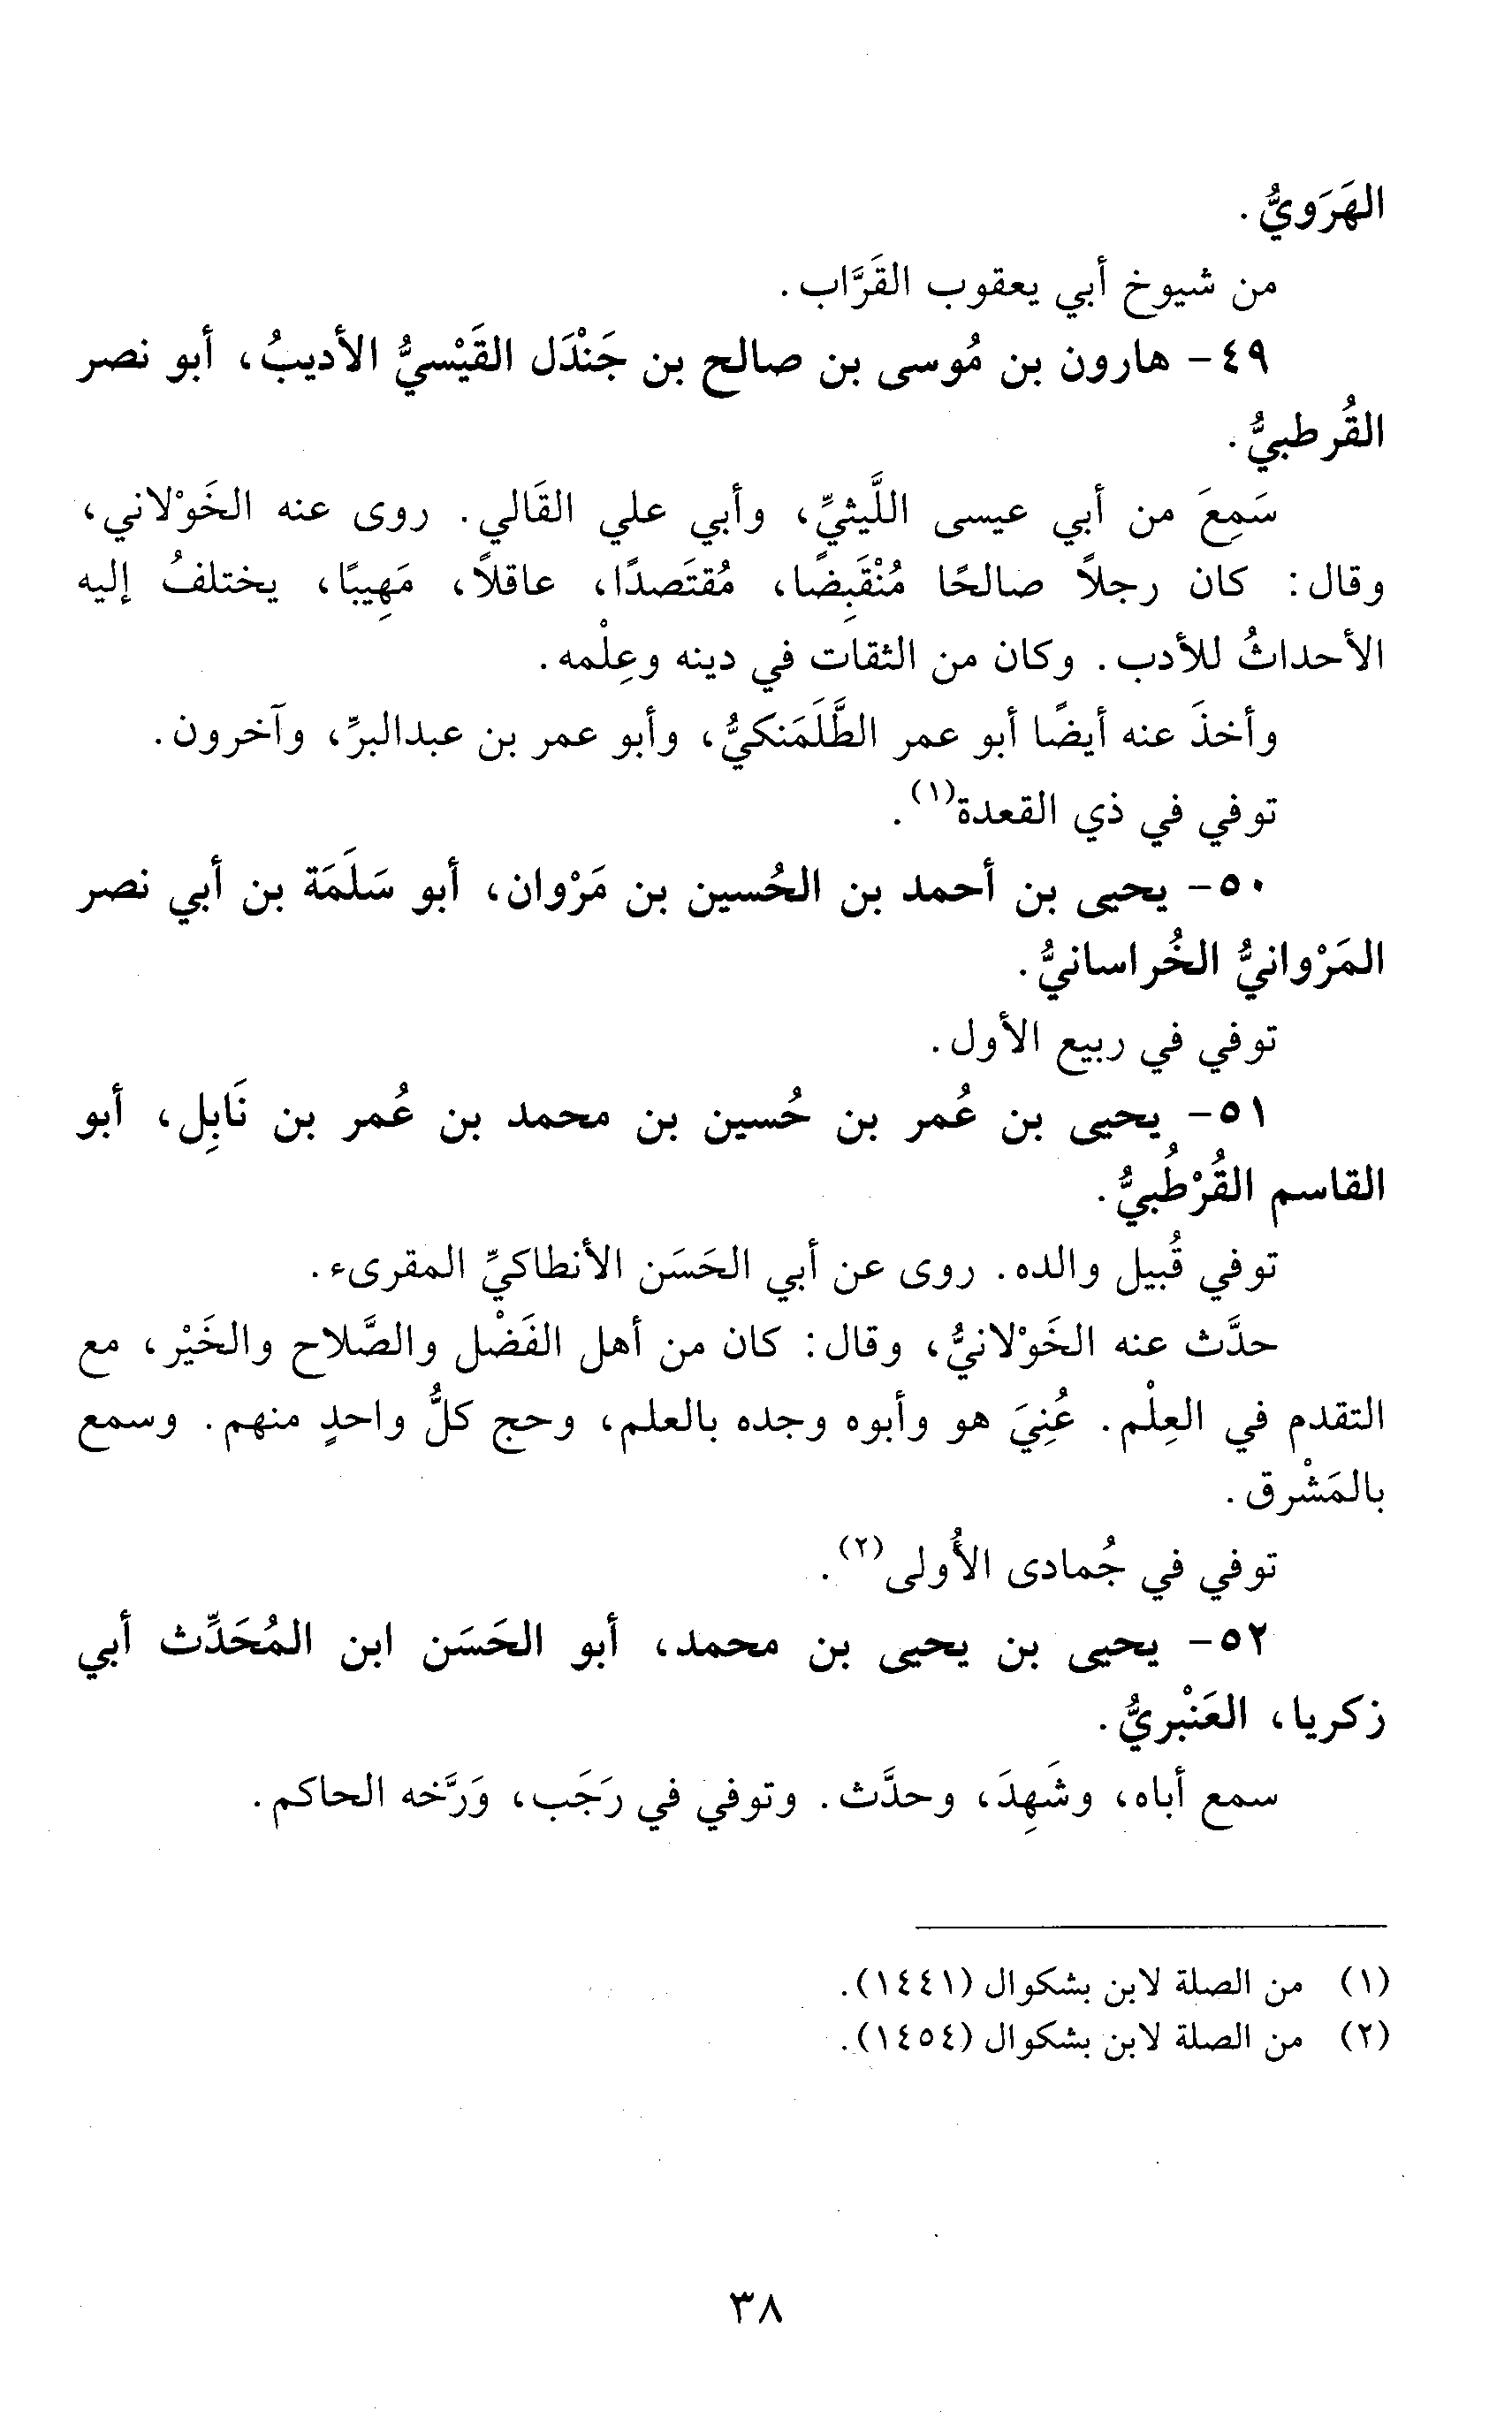 الهَرَويُّ.
من شيوخ أبي يعقوب القَرَّاب.
٤٩ - هارون بن مُوسى بن صالح بن جَنْدَل القَيْسيُّ الأديبُ، أبو نصر
القُرطبيُّ.
سَمِعَ من أبي عيسى اللَّيثيِّ، وأبي علي القَالي. روى عنه الخَوْلاني،
وقال: كان رجلاً صالحًا مُنْقَبِضًا، مُقتَصدًا، عاقلاً، مَهِيبًا، يختلفُ إليه
الأحداثُ للأدب. وكان من الثقات في دينه وعِلْمه.
وأخذَ عنه أيضًا أبو عمر الطَّلَمَنكيُّ، وأبو عمر بن عبدالبرِّ، وآخرون.
توفي في ذي القعدة(١).
٥٠- يحيى بن أحمد بن الحُسين بن مَرْوان، أبو سَلَمَة بن أبي نصر
المَرْوانيُّ الخُراسانيُّ.
توفي في ربيع الأول.
٥١- يحيى بن عُمر بن حُسين بن محمد بن عُمر بن نَابِل، أبو
القاسم القُرْطُبيُّ.
توفي قُبيل والده. روى عن أبي الحَسَن الأنطاكيِّ المقرىء.
حدَّث عنه الخَوْلانيُّ، وقال: كان من أهل الفَضْل والصَّلاح والخَيْر، مع
التقدم في العِلْم. عُنِيَ هو وأبوه وجده بالعلم، وحج كلُّ واحدٍ منهم. وسمع
بالمَشْرق.
توفي في جُمادى الأُولى(٢).
٥٢- يحيى بن يحيى بن محمد، أبو الحَسَن ابن المُحَدِّث أبي
زكريا، العَنْبريُّ.
سمع أباه، وشَهِدَ، وحدَّث. وتوفي في رَجَب، وَرَّخه الحاكم.
(١) من الصلة لابن بشكوال (١٤٤١).
(٢) من الصلة لابن بشكوال (١٤٥٤).
٣٨